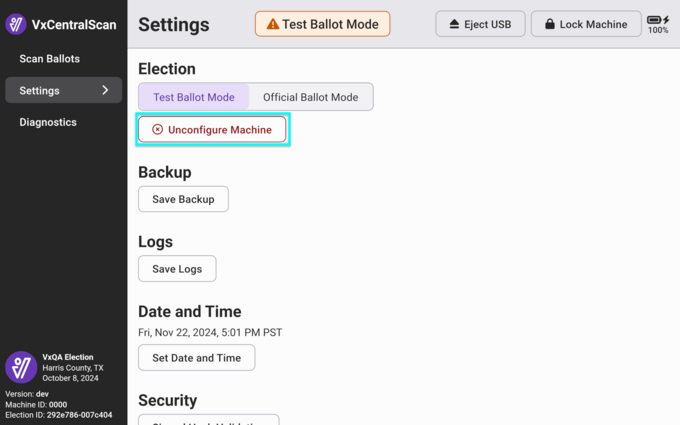 VxCentralScan
Scan Ballots
Settings
Diagnostics
VxQA Election
Harris County, TX
October 8, 2024
Version: dev
Machine ID: 0000
Election ID: 292e786-007c404
Settings
Test Ballot Mode
Eject USB
Lock Machine
100%
Election
Test Ballot Mode
Official Ballot Mode
Unconfigure Machine
Backup
Save Backup
Logs
Save Logs
Date and Time
Fri, Nov 22, 2024, 5:01 PM PST
Set Date and Time
Security